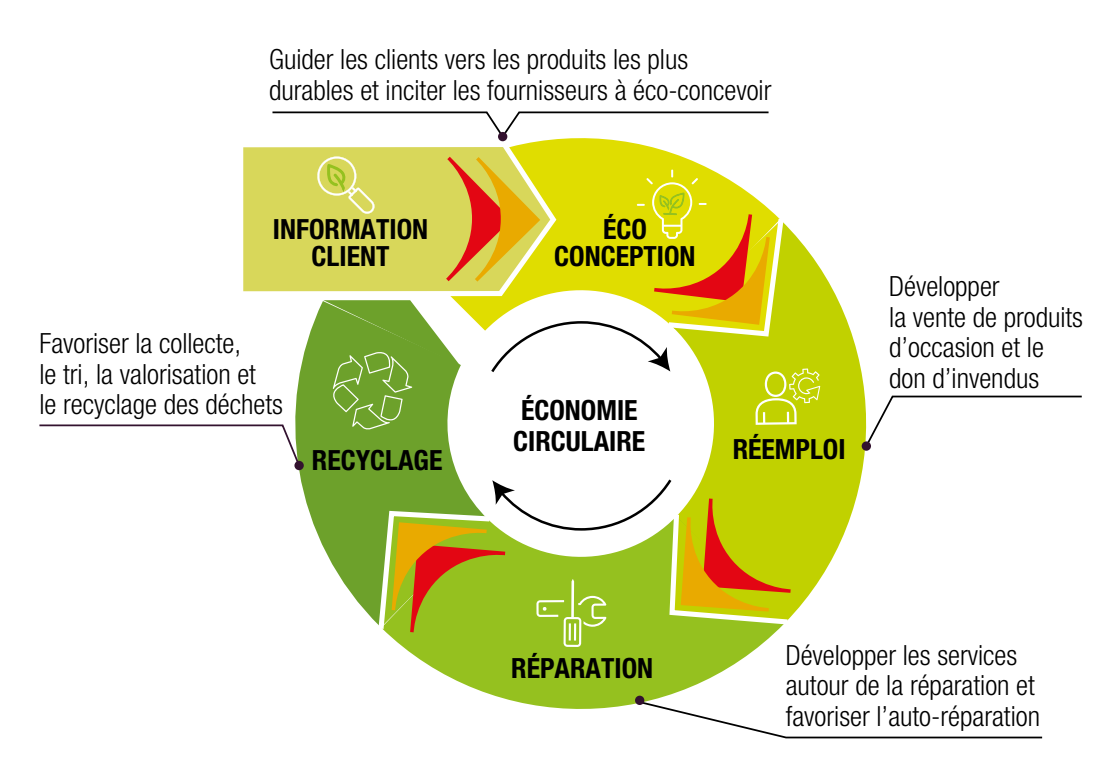 Guider les clients vers les produits les plus
durables et inciter les fournisseurs à éco-concevoir
INFORMATION
CLIENT
ÉCO
CONCEPTION
Développer
la vente de produits
d’occasion et le
don d’invendus
Favoriser la collecte,
le tri, la valorisation et
le recyclage des déchets
ÉCONOMIE
CIRCULAIRE
RÉEMPLOI
RECYCLAGE
RÉPARATION
Développer les services
autour de la réparation et
favoriser l’auto-réparation